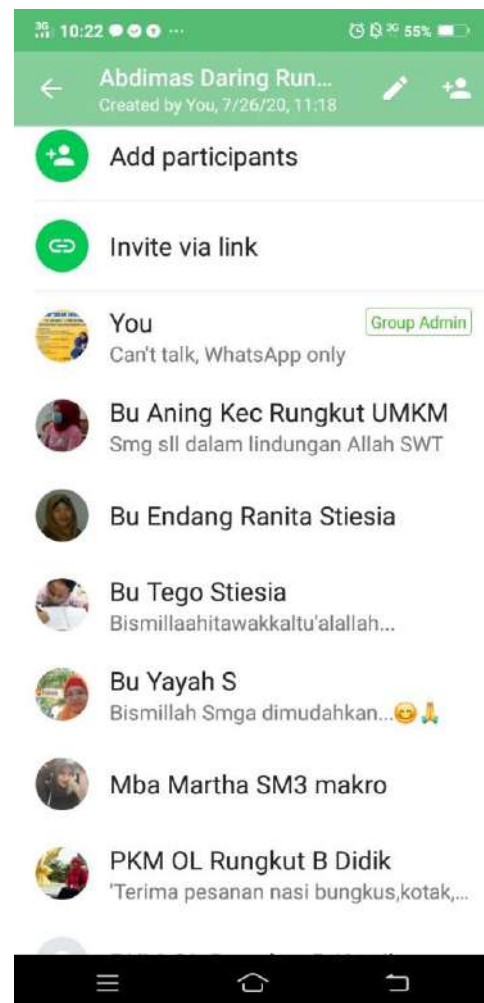 3G 10:22 ...
3G 55%
Abdimas Daring Run...
Created by You, 7/26/20, 11:18
Add participants
Invite via link
You
Group Admin
Can't talk, WhatsApp only
Bu Aning Kec Rungkut UMKM
Smg sll dalam lindungan Allah SWT
Bu Endang Ranita Stiesia
Bu Tego Stiesia
Bismillaahitawakkaltu'alallah...
Bu Yayah S
Bismillah Smga dimudahkan...😊🙏
Mba Martha SM3 makro
PKM OL Rungkut B Didik
'Terima pesanan nasi bungkus,kotak,...